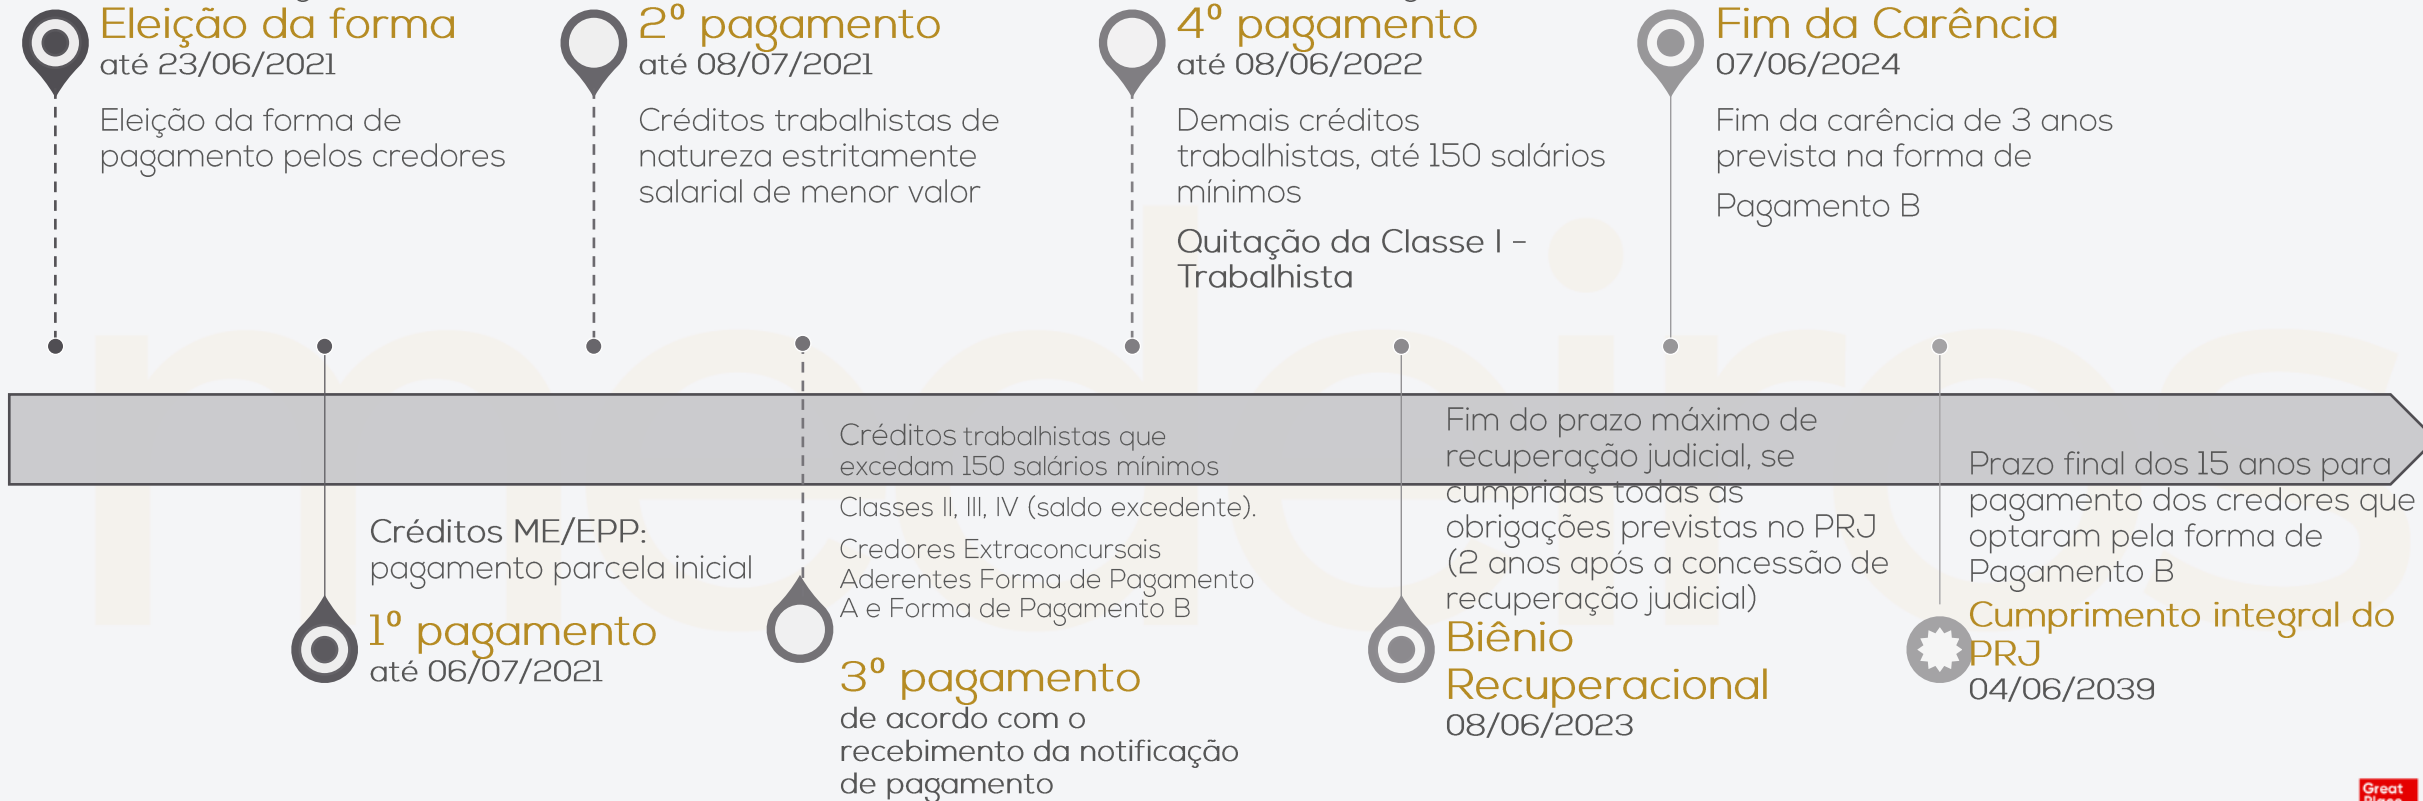 Eleição da forma
até 23/06/2021
Eleição da forma de
pagamento pelos credores
Créditos ME/EPP:
pagamento parcela inicial
1º pagamento
até 06/07/2021
2º pagamento
até 08/07/2021
Créditos trabalhistas de
natureza estritamente
salarial de menor valor
Créditos trabalhistas que
excedam 150 salários mínimos
Classes II, III, IV (saldo excedente).
Credores Extraconcursais
Aderentes Forma de Pagamento
A e Forma de Pagamento B
3º pagamento
de acordo com o
recebimento da notificação
de pagamento
4º pagamento
até 08/06/2022
Demais créditos
trabalhistas, até 150 salários
mínimos
Quitação da Classe I -
Trabalhista
Fim do prazo máximo de
recuperação judicial, se
cumpridas todas as
obrigações previstas no PRJ
(2 anos após a concessão de
recuperação judicial)
Biênio
Recuperacional
08/06/2023
Fim da Carência
07/06/2024
Fim da carência de 3 anos
prevista na forma de
Pagamento B
Prazo final dos 15 anos para
pagamento dos credores que
optaram pela forma de
Pagamento B
Cumprimento integral do
PRJ
04/06/2039
medeiros
Great